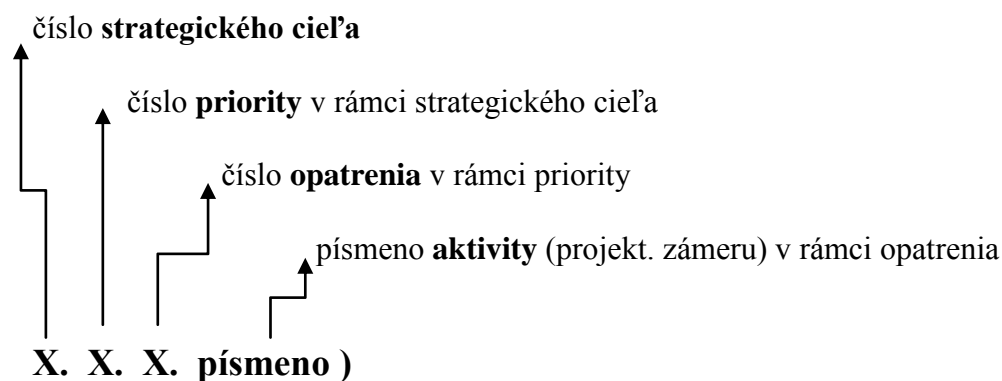 číslo strategického cieľa
číslo priority v rámci strategického cieľa
číslo opatrenia v rámci priority
písmeno aktivity (projekt. zámeru) v rámci opatrenia
X. X. X. písmeno )